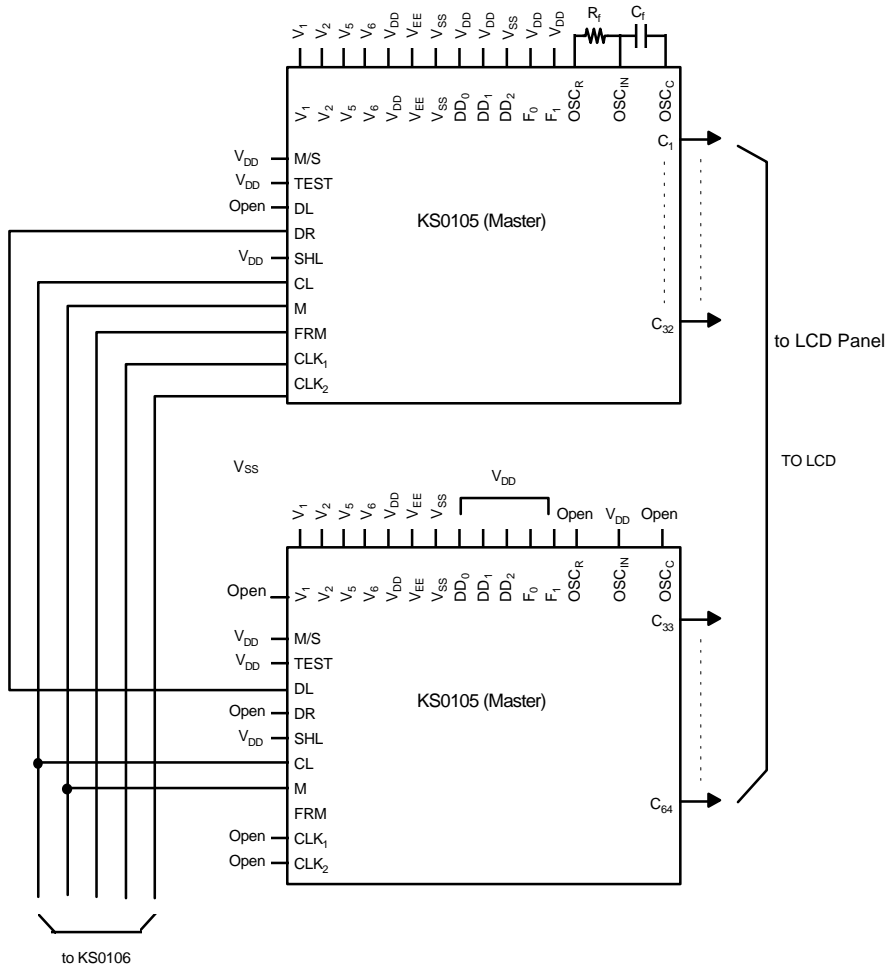 V1 V2 V5 V6 VDD VEE VSS VDD VDD VSS VDD VDD Rf Cf
V1 V2 V5 V6 VDD VEE VSS DD0 DD1 DD2 F0 F1 OSCR OSCIN OSCC
C1
VDD M/S
VDD TEST
Open DL
KS0105 (Master)
DR
VDD SHL
CL
M
C32
FRM
to LCD Panel
CLK1
CLK2
TO LCD
VSS
VDD
V1 V2 V5 V6 VDD VEE VSS Open VDD Open
V1 V2 V5 V6 VDD VEE VSS DD0 DD1 DD2 F0 F1 OSCR OSCIN OSCC
Open
C33
VDD M/S
VDD TEST
DL
KS0105 (Master)
Open DR
VDD SHL
CL
M
C64
FRM
Open CLK1
Open CLK2
to KS0106